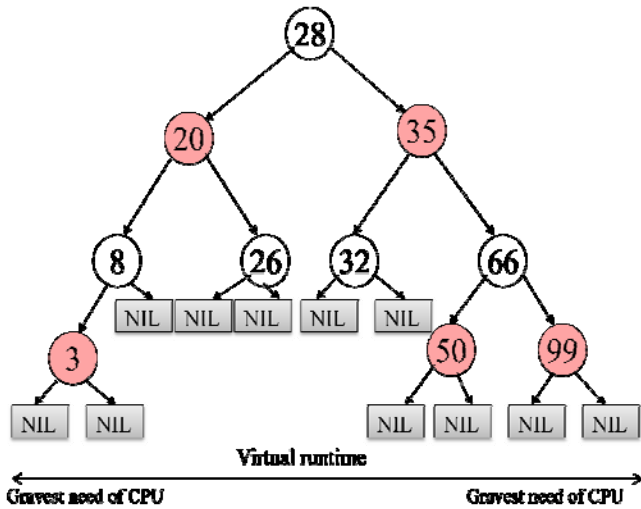 28
20
35
8
26
32
66
NIL NIL NIL NIL NIL
3
50
99
NIL NIL NIL NIL NIL NIL
Virtual runtime
Gravest need of CPU Gravest need of CPU